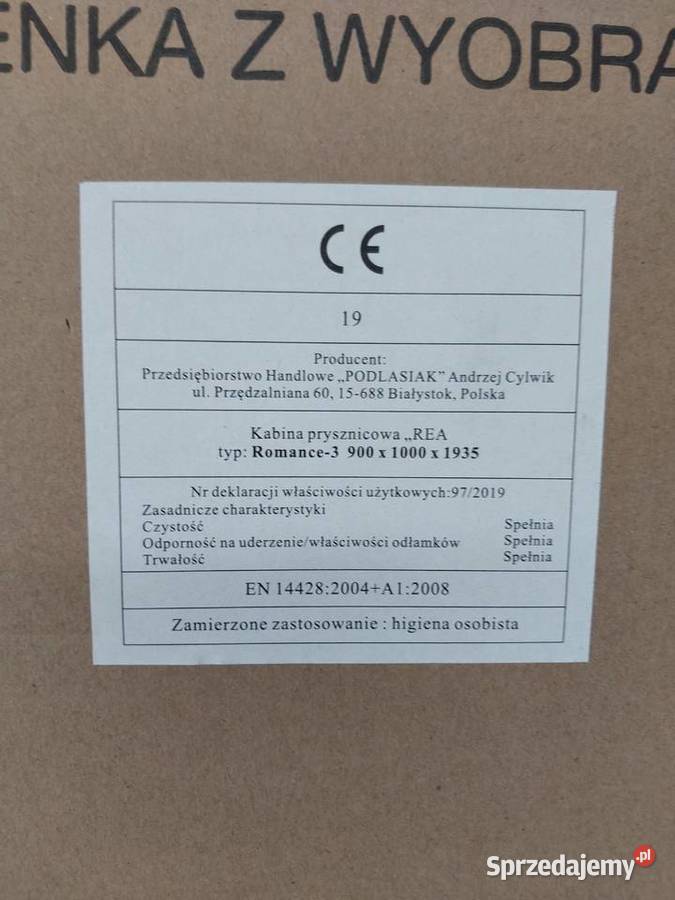 ENKA Z WYOBRA
CE
19
Producent:
Przedsiębiorstwo Handlowe „PODLASIAK” Andrzej Cylwik
ul. Przędzalniana 60, 15-688 Białystok, Polska
Kabina prysznicowa „REA
typ: Romance-3 900 x 1000 x 1935
Nr deklaracji właściwości użytkowych:97/2019
Zasadnicze charakterystyki
Czystość Spełnia
Odporność na uderzenie/właściwości odłamków Spełnia
Trwałość Spełnia
EN 14428:2004+A1:2008
Zamierzone zastosowanie : higiena osobista
Sprzedajemy.pl